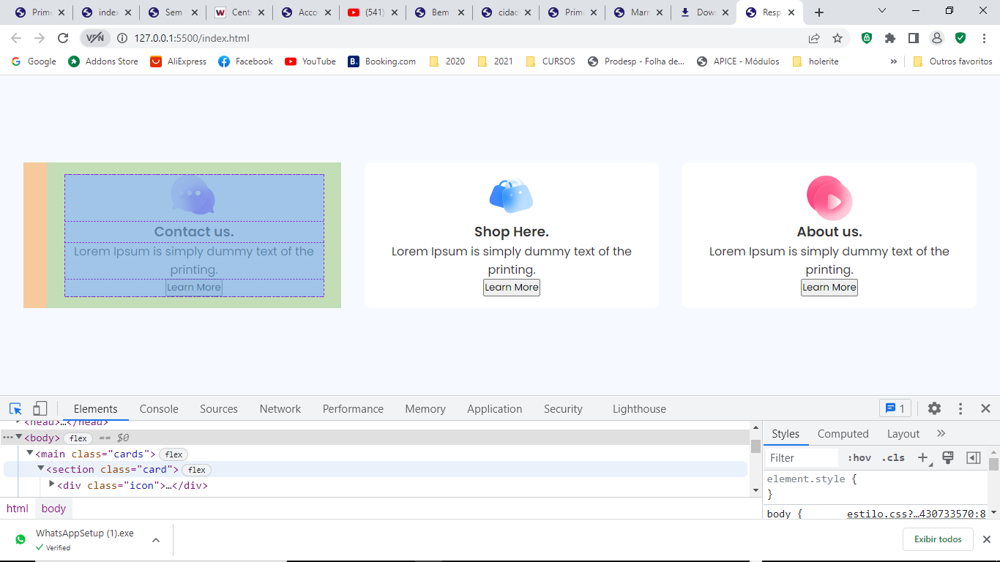 Prime
index
Sem
Cent
Acco
(541)
Bem
cidad
Prime
Marr
Dow
Resp
VPN
127.0.0.1:5500/index.html
Google
Addons Store
AliExpress
Facebook
YouTube
B. Booking.com
2020
2021
CURSOS
Prodesp - Folha de...
APICE - Módulos
holerite
»
Outros favoritos
Contact us.
Lorem Ipsum is simply dummy text of the
printing.
Learn More
Shop Here.
Lorem Ipsum is simply dummy text of the
printing.
Learn More
About us.
Lorem Ipsum is simply dummy text of the
printing.
Learn More
Elements
Console
Sources
Network
Performance
Memory
Application
Security
Lighthouse
1
<head>…</head>
<body> flex == $0
<main class="cards"> flex
<section class="card"> flex
<div class="icon">…</div>
html body
Styles
Computed
Layout
»
Filter
:hov
.cls
element.style {
}
body {
estilo.css?…430733570:8
WhatsAppSetup (1).exe
Verified
Exibir todos